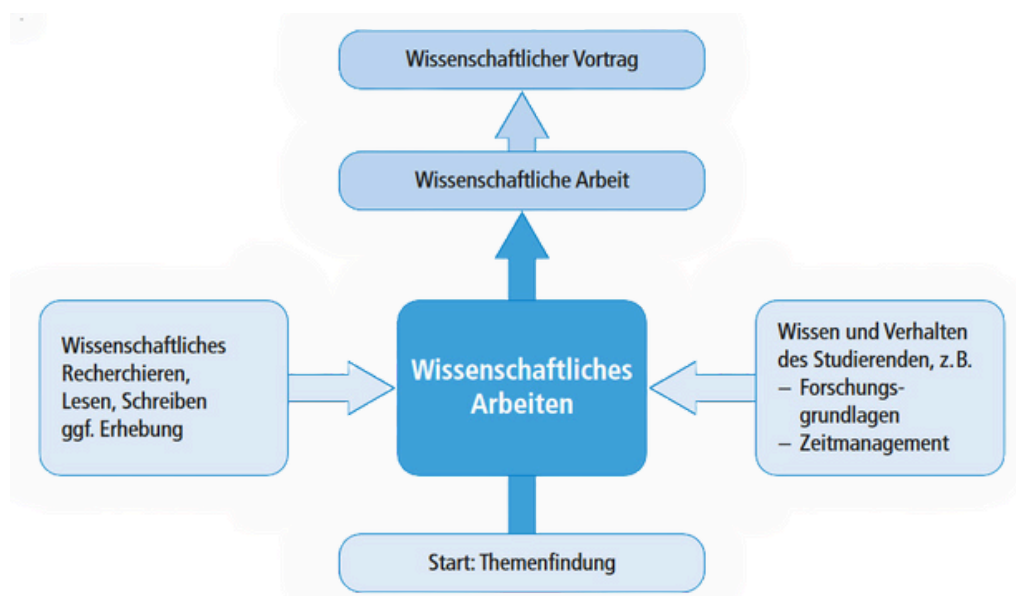 Wissenschaftlicher Vortrag
Wissenschaftliche Arbeit
Wissenschaftliches
Recherchieren,
Lesen, Schreiben
ggf. Erhebung
Wissenschaftliches
Arbeiten
Wissen und Verhalten
des Studierenden, z. B.
– Forschungs-
grundlagen
– Zeitmanagement
Start: Themenfindung